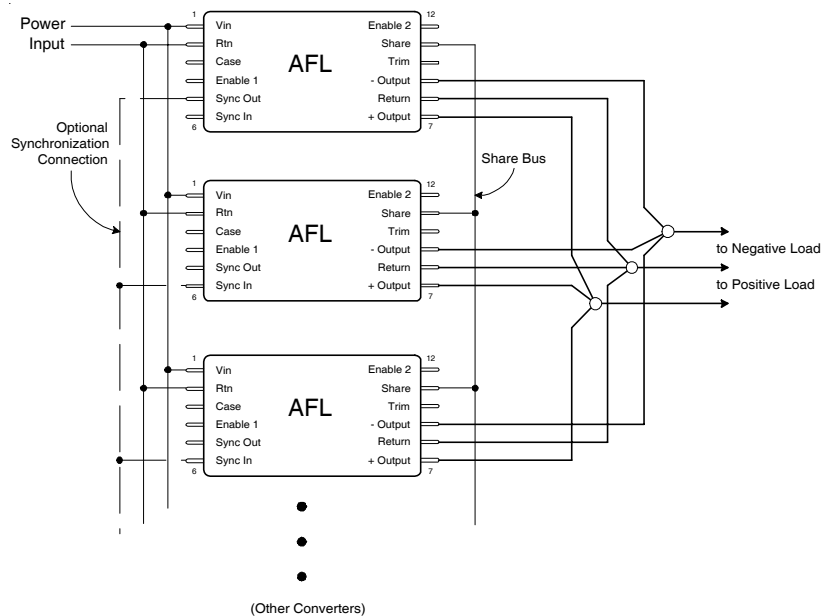 Power
Input
1
12
Vin
Rtn
Case
Enable 1
Sync Out
Sync In
6
AFL
Enable 2
Share
Trim
- Output
Return
+ Output
7
Optional
Synchronization
Connection
Share Bus
1
12
Vin
Rtn
Case
Enable 1
Sync Out
Sync In
6
AFL
Enable 2
Share
Trim
- Output
Return
+ Output
7
to Negative Load
to Positive Load
1
12
Vin
Rtn
Case
Enable 1
Sync Out
Sync In
6
AFL
Enable 2
Share
Trim
- Output
Return
+ Output
7
(Other Converters)